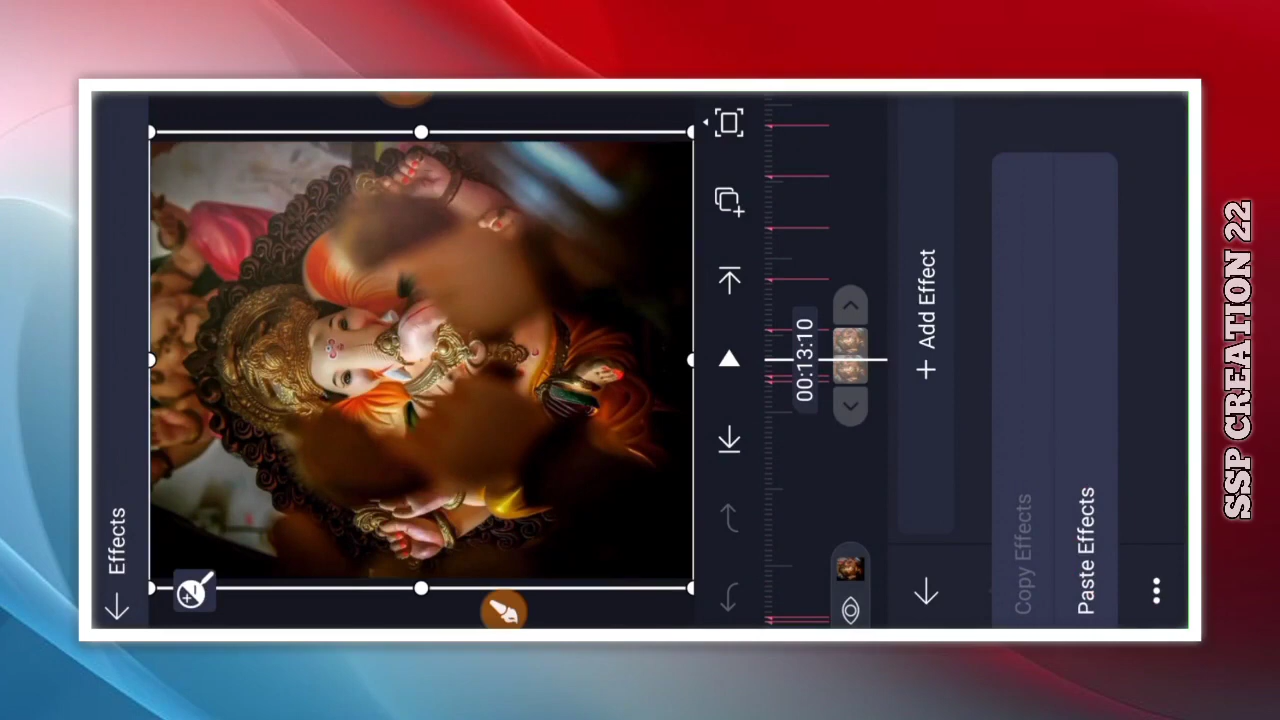 Effects
00:13:10
+ Add Effect
Copy Effects
Paste Effects
SSP CREATION 22